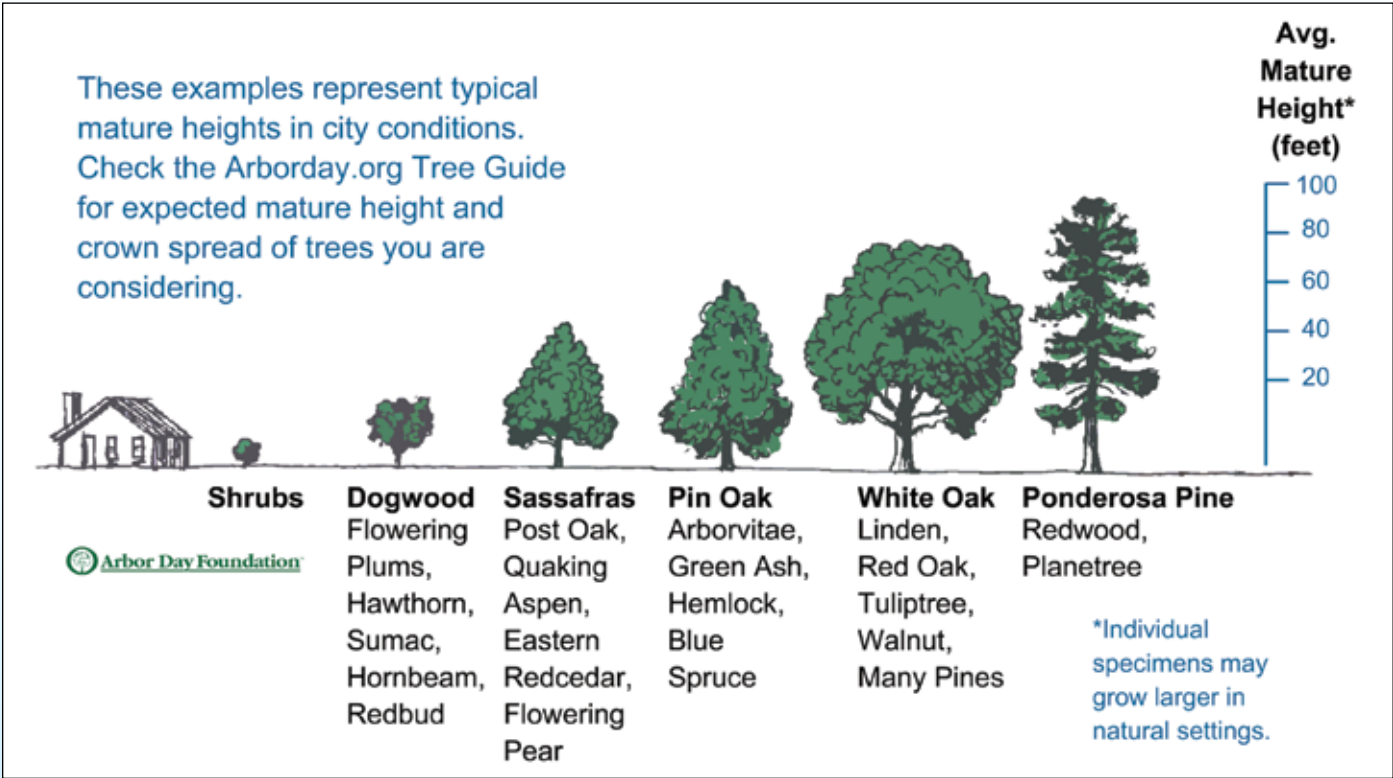 These examples represent typical
mature heights in city conditions.
Check the Arborday.org Tree Guide
for expected mature height and
crown spread of trees you are
considering.
Avg.
Mature
Height*
(feet)
100
80
60
40
20
Shrubs
Dogwood
Flowering
Plums,
Hawthorn,
Sumac,
Hornbeam,
Redbud
Sassafras
Post Oak,
Quaking
Aspen,
Eastern
Redcedar,
Flowering
Pear
Pin Oak
Arborvitae,
Green Ash,
Hemlock,
Blue
Spruce
White Oak
Linden,
Red Oak,
Tuliptree,
Walnut,
Many Pines
Ponderosa Pine
Redwood,
Planetree
Arbor Day Foundation
*Individual
specimens may
grow larger in
natural settings.